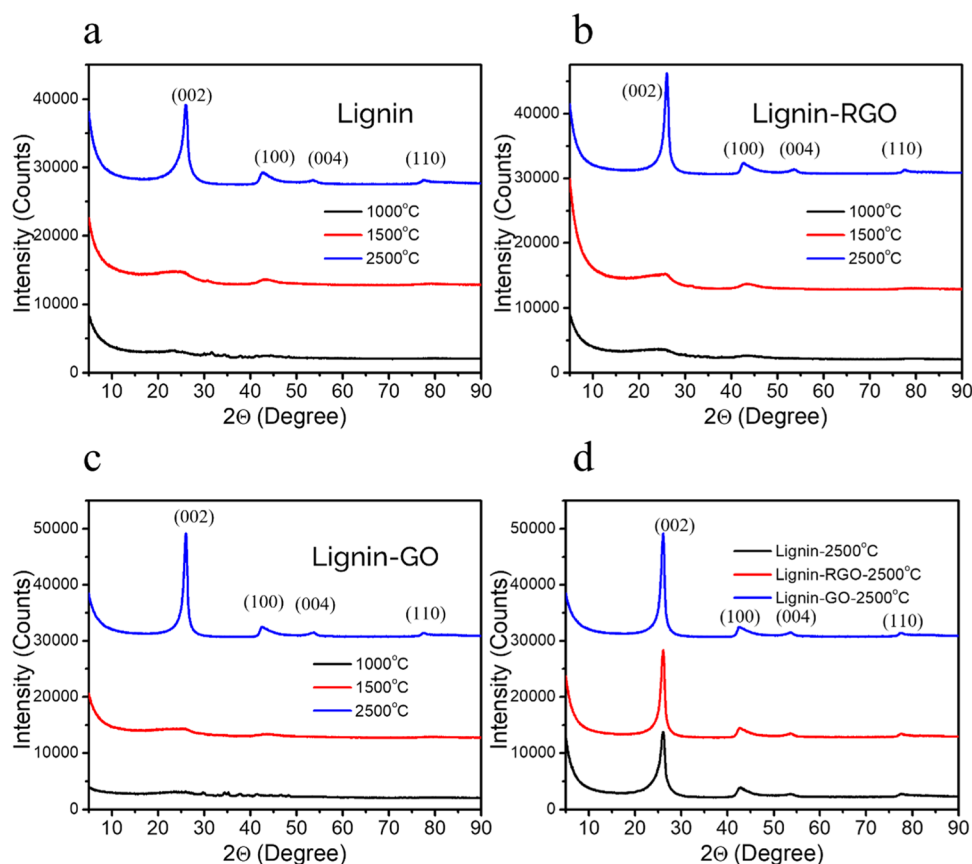 a
(002)
Lignin
(100)
(004)
(110)
1000°C
1500°C
2500°C
40000
30000
20000
10000
0
10 20 30 40 50 60 70 80 90
Intensity (Counts)
2Θ (Degree)
b
(002)
Lignin-RGO
(100)
(004)
(110)
1000°C
1500°C
2500°C
40000
30000
20000
10000
0
10 20 30 40 50 60 70 80 90
Intensity (Counts)
2Θ (Degree)
c
(002)
Lignin-GO
(100)
(004)
(110)
1000°C
1500°C
2500°C
50000
40000
30000
20000
10000
0
10 20 30 40 50 60 70 80 90
Intensity (Counts)
2Θ (Degree)
d
(002)
Lignin-2500°C
Lignin-RGO-2500°C
Lignin-GO-2500°C
(100)
(004)
(110)
50000
40000
30000
20000
10000
0
10 20 30 40 50 60 70 80 90
Intensity (Counts)
2Θ (Degree)